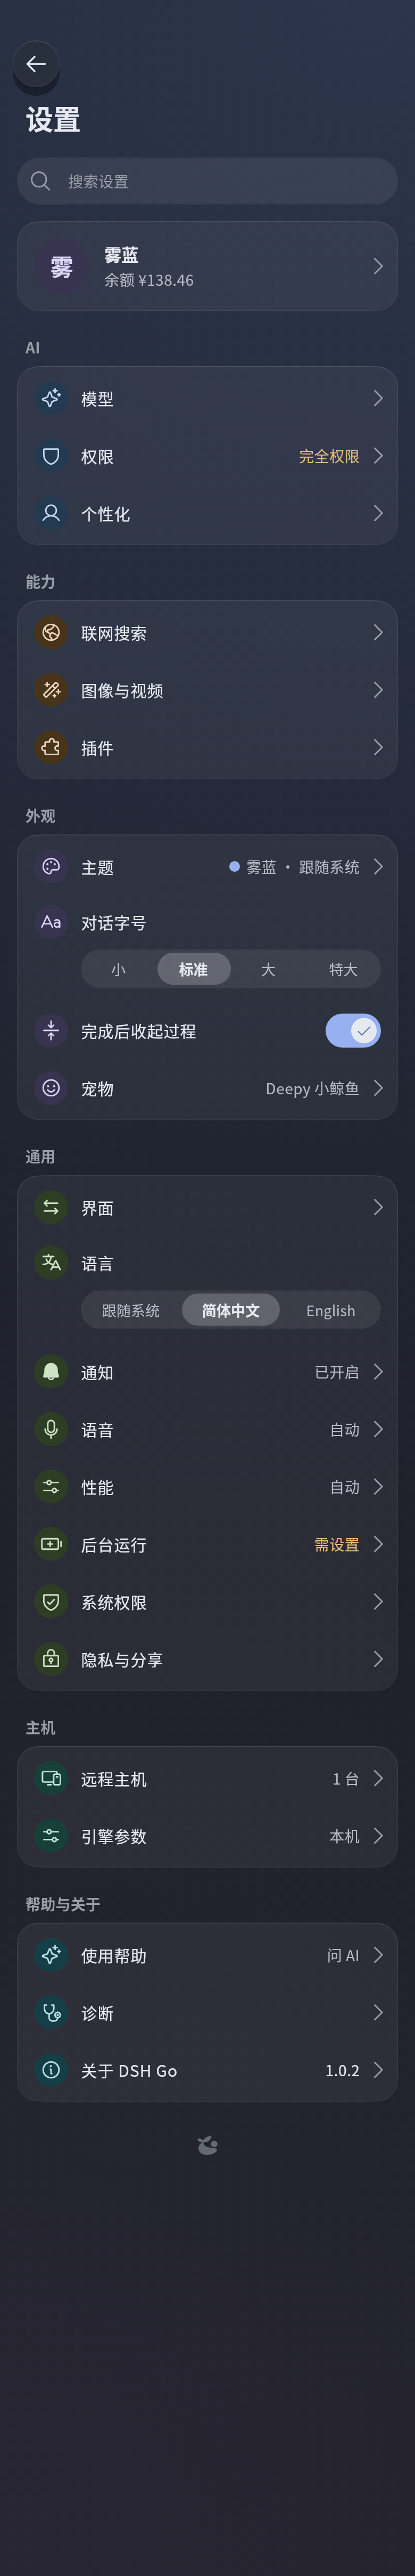 设置
搜索设置
雾
雾蓝
余额 ¥138.46
AI
模型
权限 完全权限
个性化
能力
联网搜索
图像与视频
插件
外观
主题 雾蓝 · 跟随系统
Aa 对话字号
小 标准 大 特大
完成后收起过程
宠物 Deepy 小鲸鱼
通用
界面
文A 语言
跟随系统 简体中文 English
通知 已开启
语音 自动
性能 自动
后台运行 需设置
系统权限
隐私与分享
主机
远程主机 1 台
引擎参数 本机
帮助与关于
使用帮助 问 AI
诊断
关于 DSH Go 1.0.2